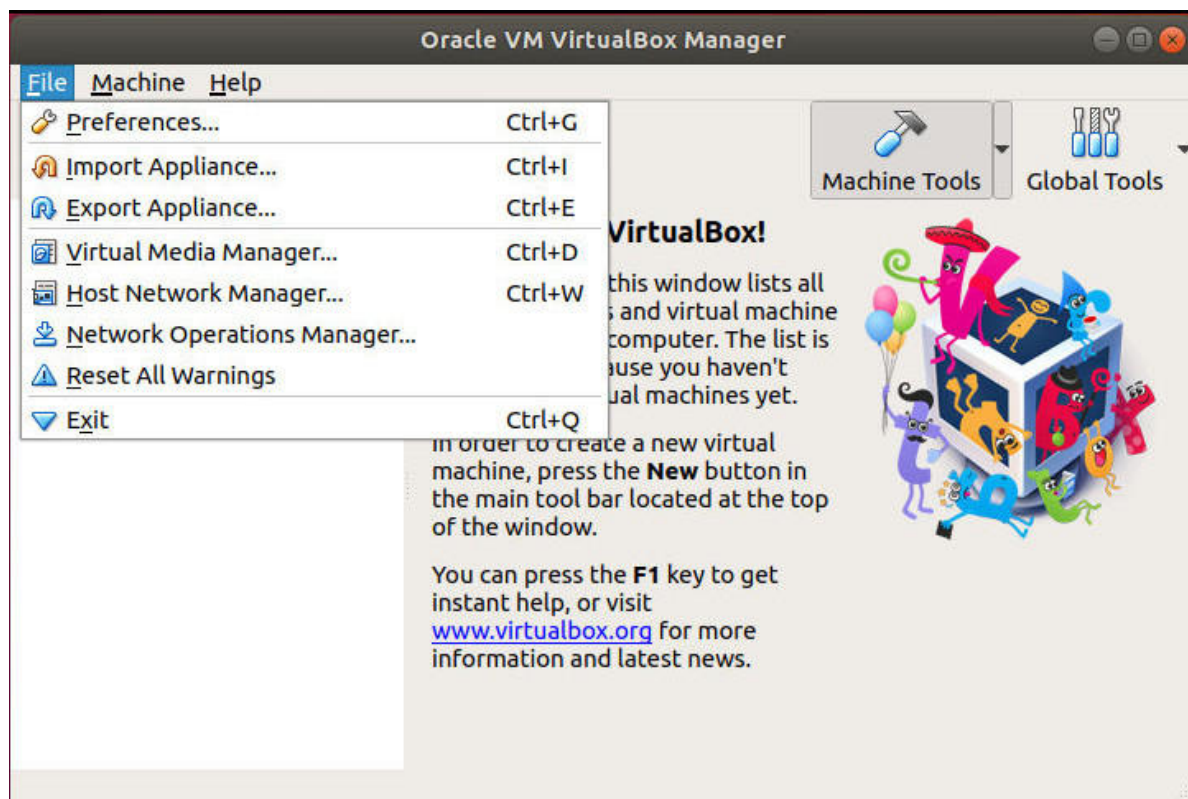 Oracle VM VirtualBox Manager
File Machine Help
Preferences... Ctrl+G
Import Appliance... Ctrl+I
Export Appliance... Ctrl+E
Virtual Media Manager... Ctrl+D
Host Network Manager... Ctrl+W
Network Operations Manager...
Reset All Warnings
Exit Ctrl+Q
Machine Tools
Global Tools
VirtualBox!
this window lists all
and virtual machine
computer. The list is
haven't
machines yet.
In order to create a new virtual
machine, press the New button in
the main tool bar located at the top
of the window.
You can press the F1 key to get
instant help, or visit
www.virtualbox.org for more
information and latest news.